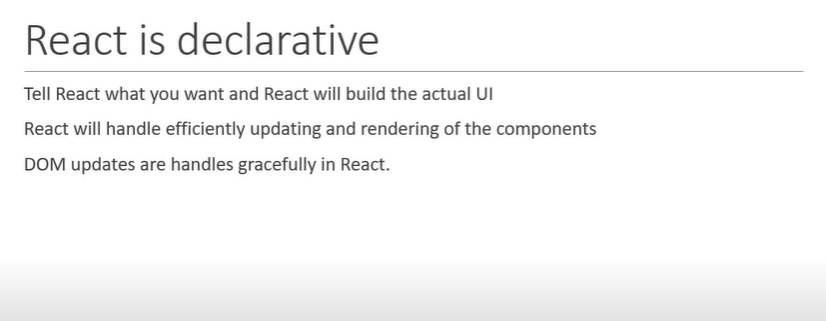 React is declarative
Tell React what you want and React will build the actual UI
React will handle efficiently updating and rendering of the components
DOM updates are handles gracefully in React.